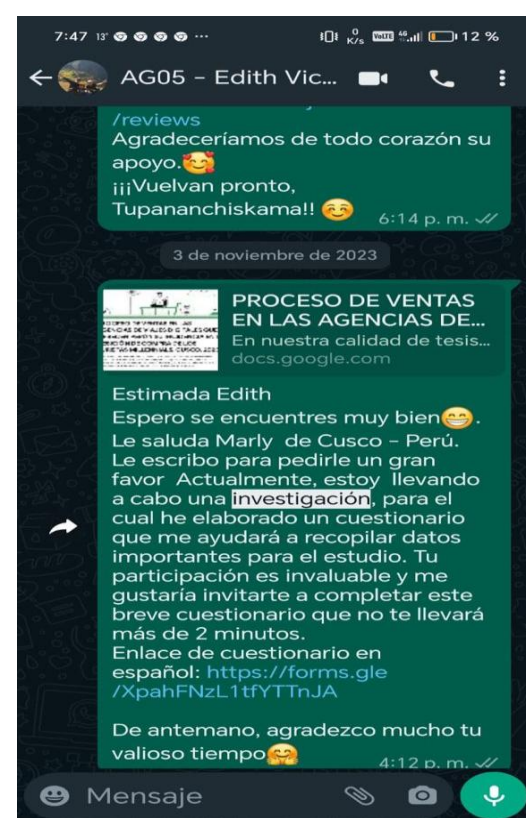 7:47
0 K/s VoLTE 4G 12 %
AG05 – Edith Vic...
/reviews
Agradeceríamos de todo corazón su
apoyo.🥰
¡¡¡Vuelvan pronto,
Tupananchiskama!! ☺️
6:14 p. m.
3 de noviembre de 2023
PROCESO DE VENTAS
EN LAS AGENCIAS DE...
En nuestra calidad de tesis...
docs.google.com
Estimada Edith
Espero se encuentres muy bien😁.
Le saluda Marly de Cusco – Perú.
Le escribo para pedirle un gran
favor Actualmente, estoy llevando
a cabo una investigación, para el
cual he elaborado un cuestionario
que me ayudará a recopilar datos
importantes para el estudio. Tu
participación es invaluable y me
gustaría invitarte a completar este
breve cuestionario que no te llevará
más de 2 minutos.
Enlace de cuestionario en
español: https://forms.gle
/XpahFNzL1tfYTTnJA
De antemano, agradezco mucho tu
valioso tiempo🤗
4:12 p. m.
Mensaje